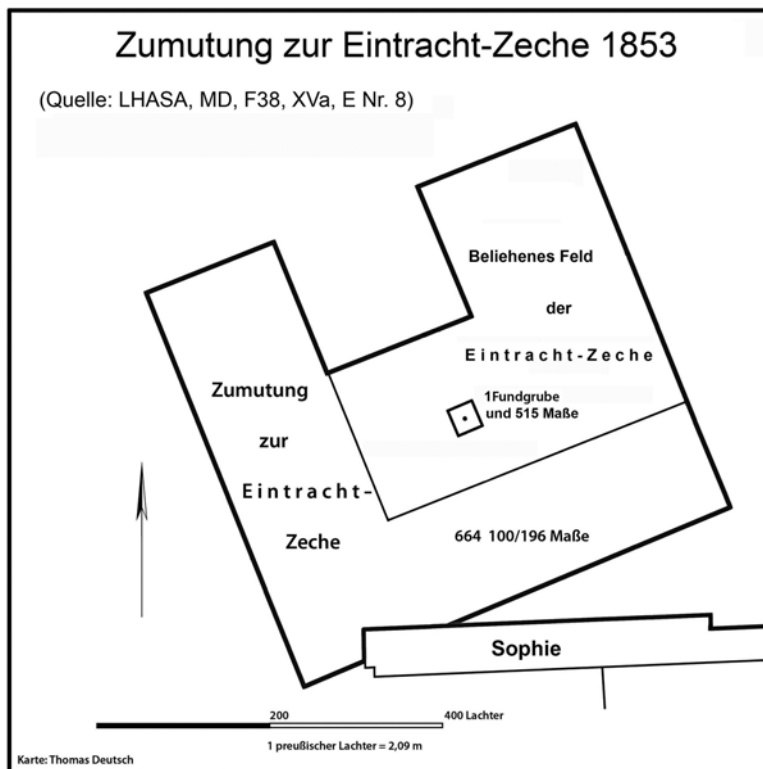 Zumutung zur Eintracht-Zeche 1853
(Quelle: LHASA, MD, F38, XVa, E Nr. 8)
Beliehenes Feld
der
Eintracht-Zeche
1Fundgrube
und 515 Maße
Zumutung
zur
Eintracht-
Zeche
664 100/196 Maße
Sophie
200
400 Lachter
1 preußischer Lachter = 2,09 m
Karte: Thomas Deutsch